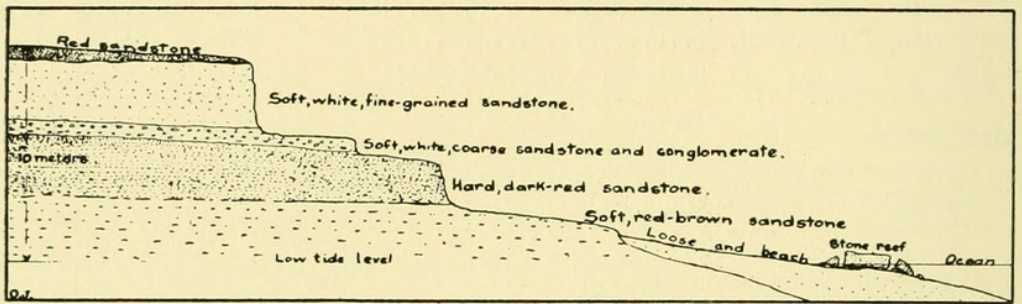 Red sandstone
Soft, white, fine-grained sandstone.
Soft, white, coarse sandstone and conglomerate.
10 meters
Hard, dark-red sandstone.
Soft, red-brown sandstone
Loose and beach
Stone reef
Ocean
Low tide level
O.J.